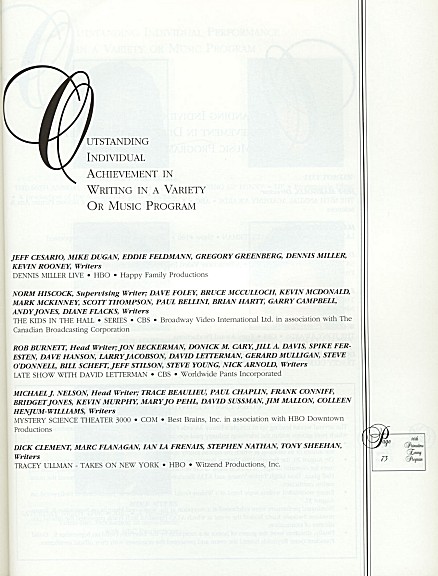 OUTSTANDING
INDIVIDUAL
ACHIEVEMENT IN
WRITING IN A VARIETY
OR MUSIC PROGRAM
JEFF CESARIO, MIKE DUGAN, EDDIE FELDMANN, GREGORY GREENBERG, DENNIS MILLER,
KEVIN ROONEY, Writers
DENNIS MILLER LIVE • HBO • Happy Family Productions
NORM HISCOCK, Supervising Writer; DAVE FOLEY, BRUCE MCCULLOCH, KEVIN MCDONALD,
MARK MCKINNEY, SCOTT THOMPSON, PAUL BELLINI, BRIAN HARTT, GARRY CAMPBELL,
ANDY JONES, DIANE FLACKS, Writers
THE KIDS IN THE HALL • SERIES • CBS • Broadway Video International Ltd. in association with The
Canadian Broadcasting Corporation
ROB BURNETT, Head Writer; JON BECKERMAN, DONICK M. CARY, JILL A. DAVIS, SPIKE FER-
ESTEN, DAVE HANSON, LARRY JACOBSON, DAVID LETTERMAN, GERARD MULLIGAN, STEVE
O'DONNELL, BILL SCHEFT, JEFF STILSON, STEVE YOUNG, NICK ARNOLD, Writers
LATE SHOW WITH DAVID LETTERMAN • CBS • Worldwide Pants Incorporated
MICHAEL J. NELSON, Head Writer; TRACE BEAULIEU, PAUL CHAPLIN, FRANK CONNIFF,
BRIDGET JONES, KEVIN MURPHY, MARY JO PEHL, DAVID SUSSMAN, JIM MALLON, COLLEEN
HENJUM-WILLIAMS, Writers
MYSTERY SCIENCE THEATER 3000 • COM • Best Brains, Inc. in association with HBO Downtown
Productions
DICK CLEMENT, MARC FLANAGAN, IAN LA FRENAIS, STEPHEN NATHAN, TONY SHEEHAN,
Writers
TRACEY ULLMAN - TAKES ON NEW YORK • HBO • Witzend Productions, Inc.
Page
73
Primetime
Emmy
Program